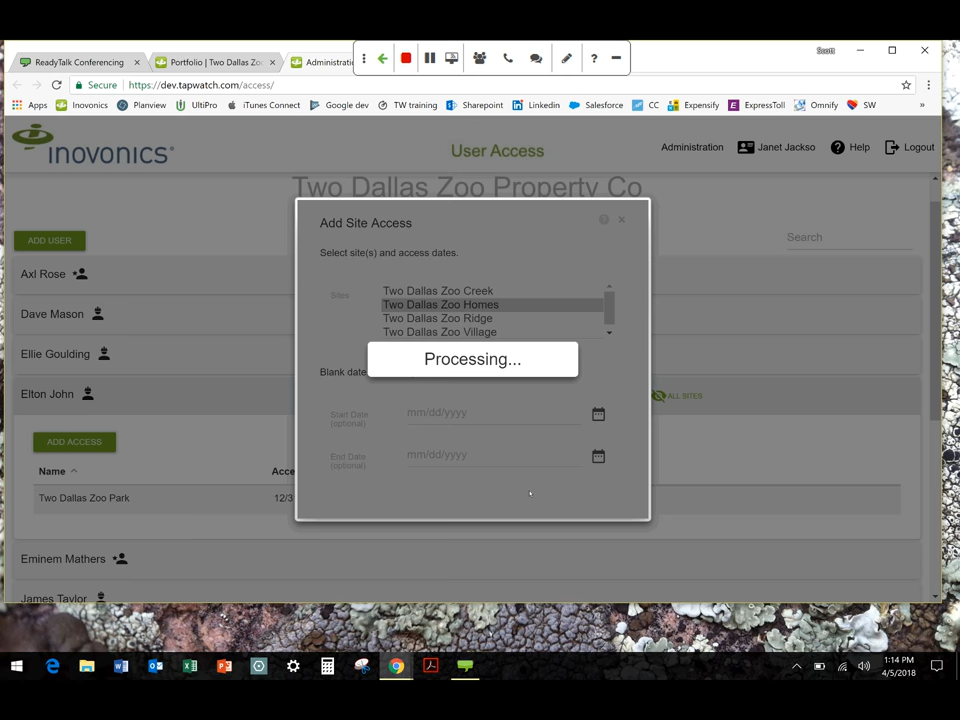 Scott
ReadyTalk Conferencing
Portfolio | Two Dallas Zoo
Administratio
Secure
https://dev.tapwatch.com/access/
Apps
Inovonics
Planview
UltiPro
iTunes Connect
Google dev
TW training
Sharepoint
Linkedin
Salesforce
CC
Expensify
ExpressToll
Omnify
SW
»
inovonics
User Access
Administration
Janet Jackso
Help
Logout
Two Dallas Zoo Property Co.
ADD USER
Search
Axl Rose
Dave Mason
Ellie Goulding
Elton John
ALL SITES
ADD ACCESS
Name
Acce
Two Dallas Zoo Park
12/3
Eminem Mathers
James Taylor
Add Site Access
Select site(s) and access dates.
Sites
Two Dallas Zoo Creek
Two Dallas Zoo Homes
Two Dallas Zoo Ridge
Two Dallas Zoo Village
Processing...
Blank date
Start Date
(optional)
mm/dd/yyyy
End Date
(optional)
mm/dd/yyyy
1:14 PM
4/5/2018